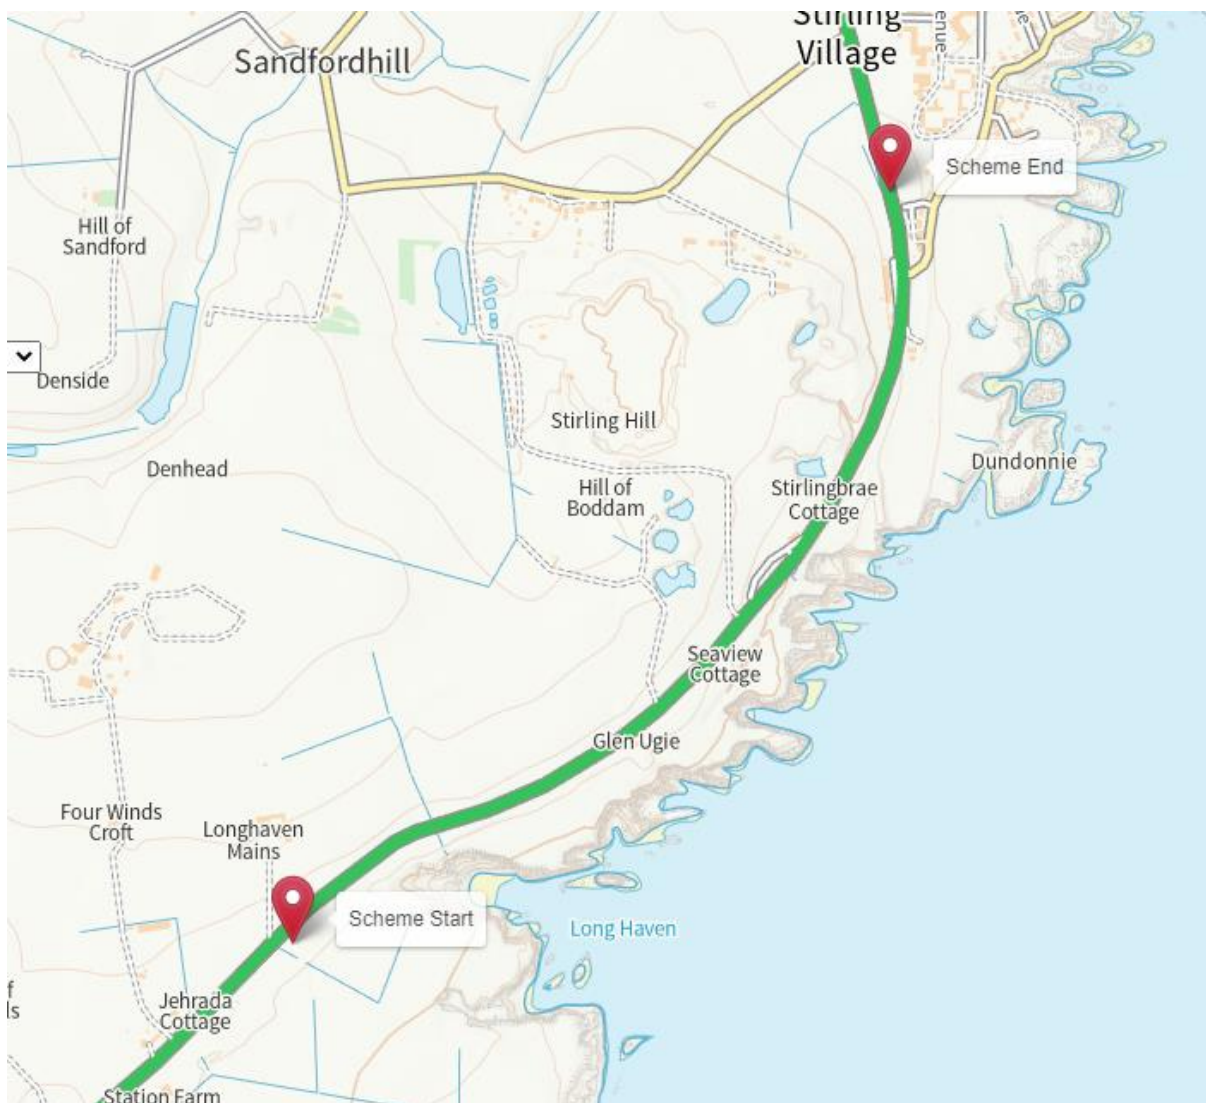 Stirling
Village
Sandfordhill
Scheme End
Hill of
Sandford
Denside
Stirling Hill
Denhead
Dundonnie
Hill of
Boddam
Stirlingbrae
Cottage
Seaview
Cottage
Glen Ugie
Four Winds
Croft
Longhaven
Mains
Scheme Start
Long Haven
Jehrada
Cottage
Station Farm